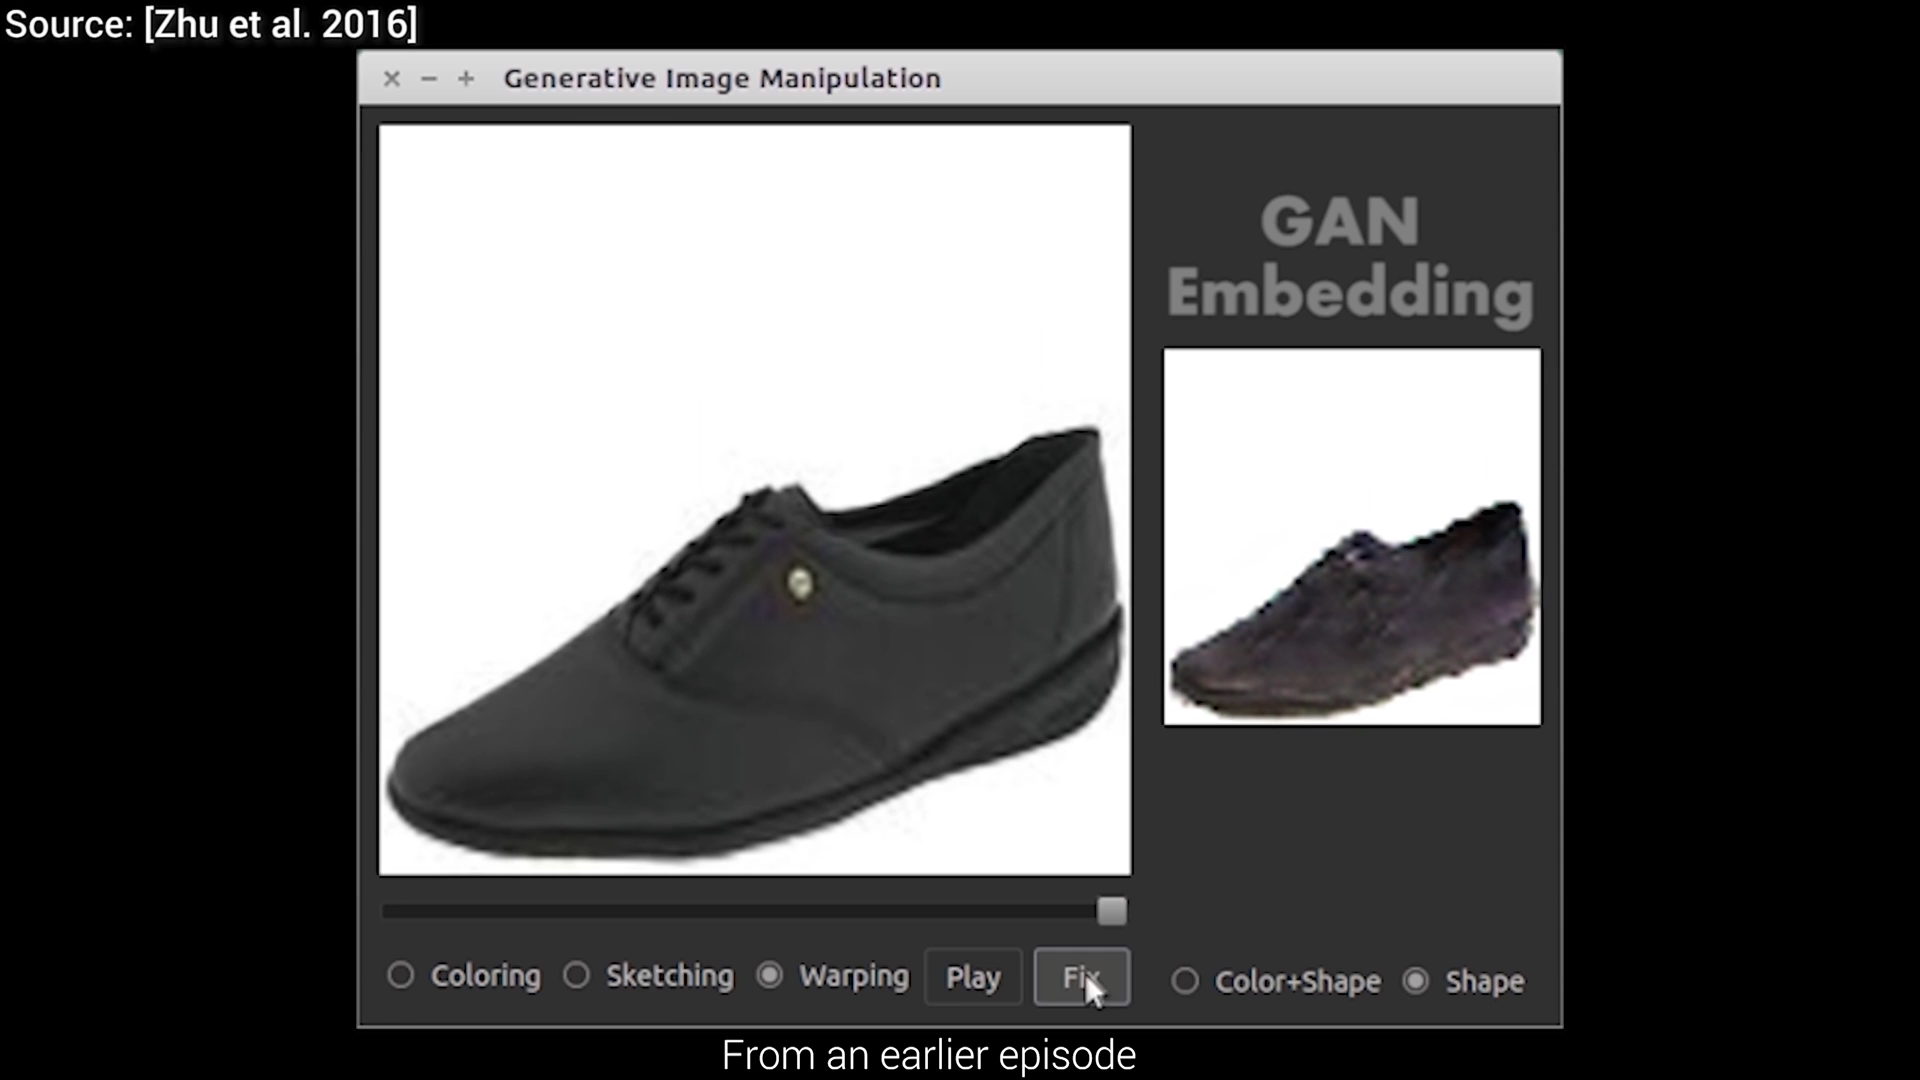 Source: [Zhu et al. 2016]
Generative Image Manipulation
GAN
Embedding
Coloring
Sketching
Warping
Play
Fix
Color+Shape
Shape
From an earlier episode